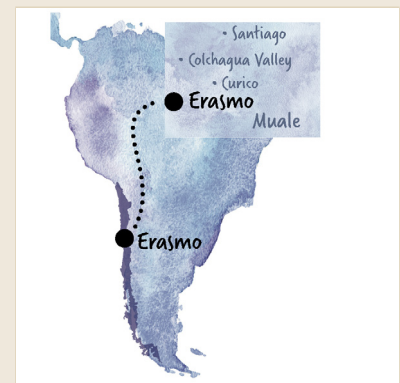 Santiago
Colchagua Valley
Curico
Erasmo
Muale
Erasmo